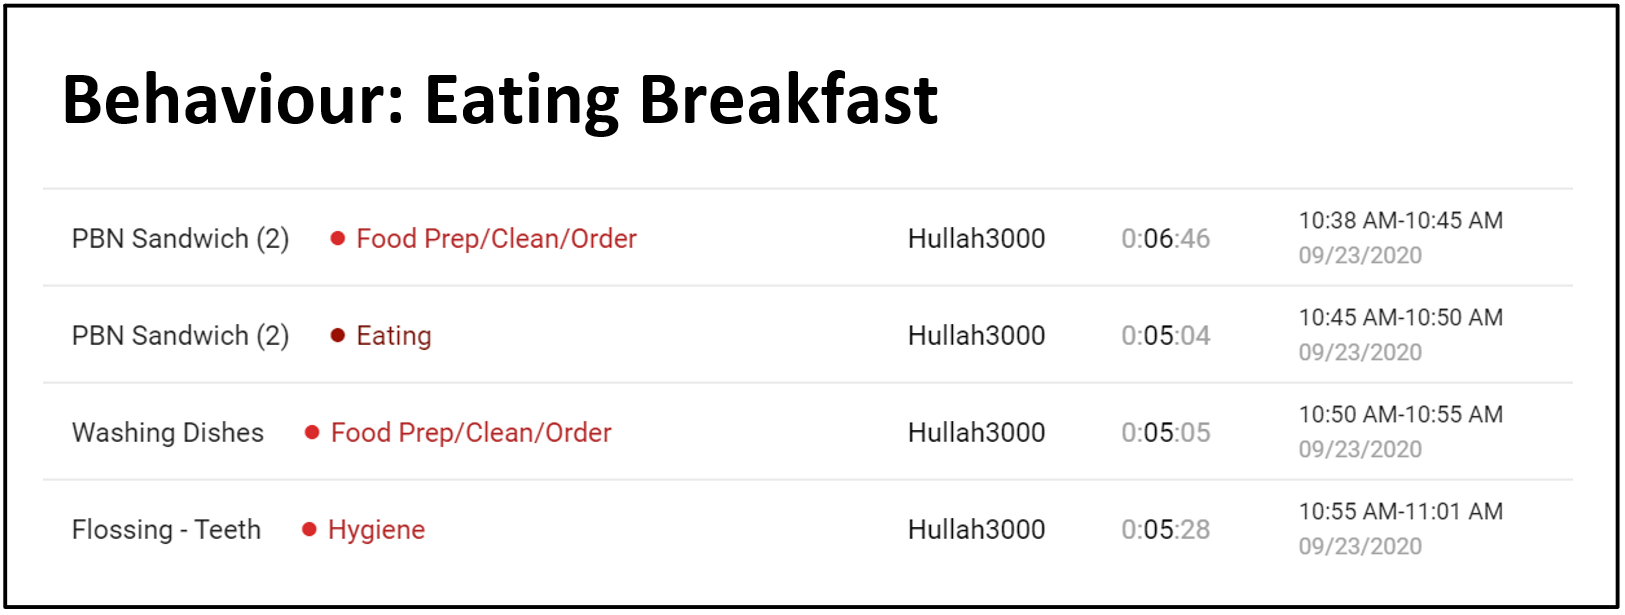 Behaviour: Eating Breakfast
PBN Sandwich (2) Food Prep/Clean/Order Hullah3000 0:06:46 10:38 AM-10:45 AM
09/23/2020
PBN Sandwich (2) Eating Hullah3000 0:05:04 10:45 AM-10:50 AM
09/23/2020
Washing Dishes Food Prep/Clean/Order Hullah3000 0:05:05 10:50 AM-10:55 AM
09/23/2020
Flossing - Teeth Hygiene Hullah3000 0:05:28 10:55 AM-11:01 AM
09/23/2020